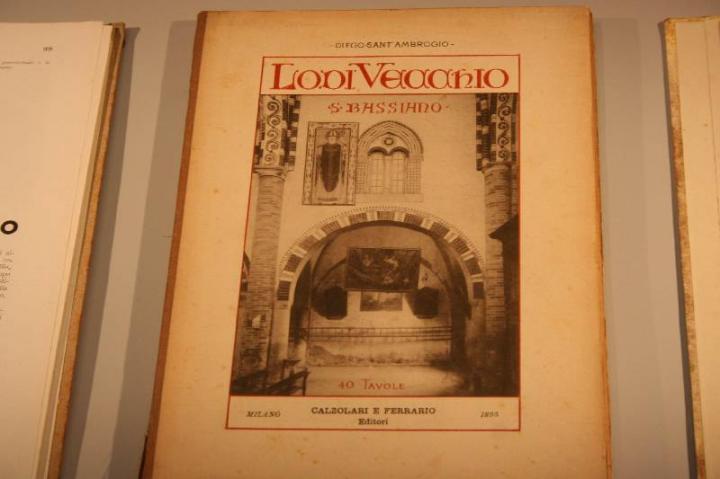 -DIEGO·SANT'AMBROGIO-
LODI VECCHIO
·S·BASSIANO·
40 TAVOLE
MILANO CALZOLARI E FERRARIO 1895
Editori